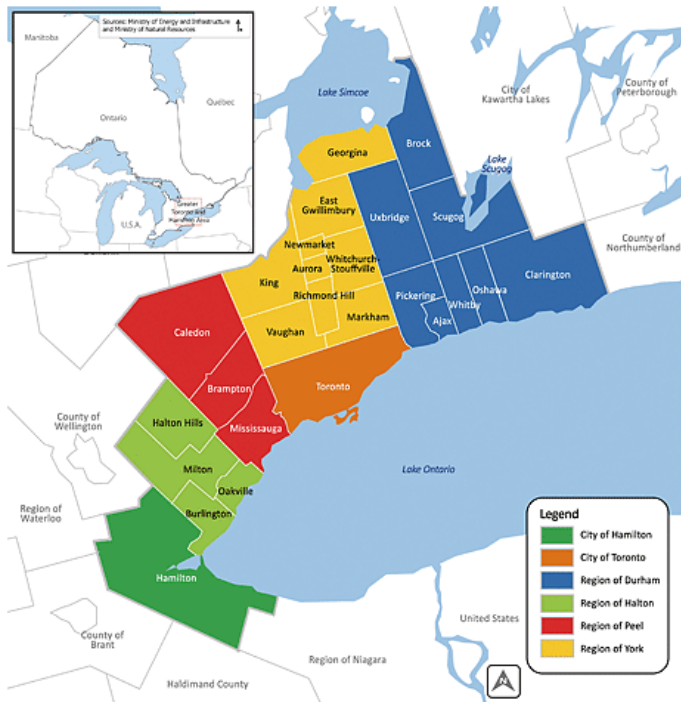 Sources: Ministry of Energy and Infrastructure
and Ministry of Natural Resources
Manitoba
Ontario
Québec
U.S.A.
Greater
Toronto and
Hamilton Area
Lake Simcoe
City of
Kawartha Lakes
County of
Peterborough
Georgina
Brock
Lake
Scugog
East
Gwillimbury
Uxbridge
Scugog
County of
Northumberland
Newmarket
Whitchurch-
Stouffville
Aurora
King
Richmond Hill
Pickering
Oshawa
Clarington
Whitby
Ajax
Markham
Vaughan
Caledon
Toronto
Brampton
Mississauga
County of
Wellington
Halton Hills
Milton
Lake Ontario
Oakville
Burlington
Region of
Waterloo
Hamilton
County of
Brant
Haldimand County
Region of Niagara
United States
Legend
City of Hamilton
City of Toronto
Region of Durham
Region of Halton
Region of Peel
Region of York
N